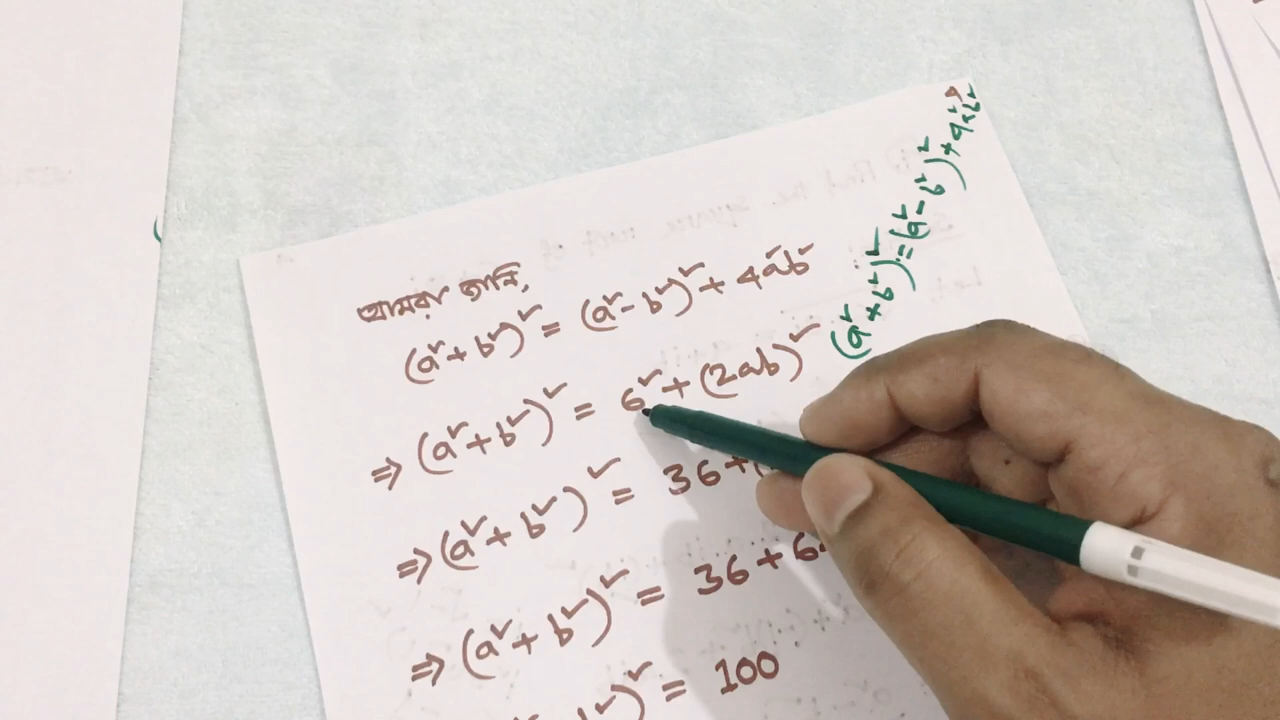 আমরা জানি,
(a² + b²)² = (a² - b²)² + 4a²b²
⇒ (a² + b²)² = 6² + (2ab)²
⇒ (a² + b²)² = 36 + (
⇒ (a² + b²)² = 36 + 64
)² = 100
(a² + b²)² = (a² - b²)² + 4a²b²